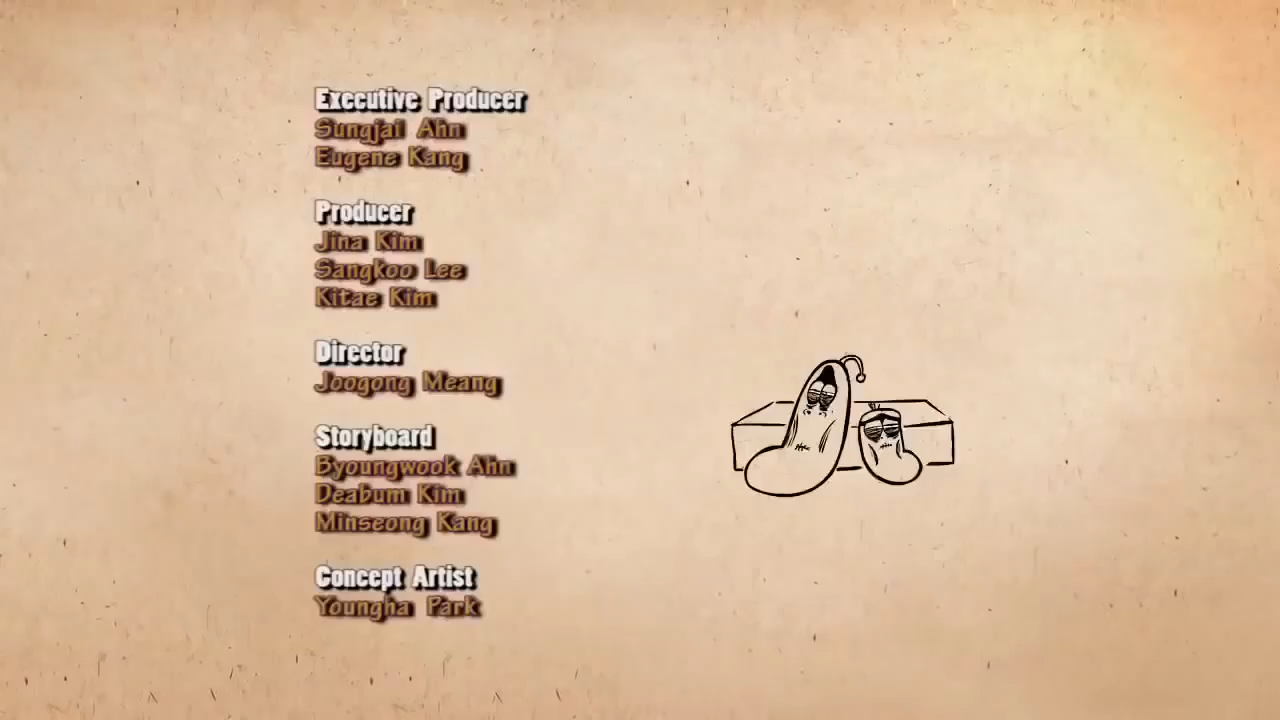 Executive Producer
Sungjai Ahn
Eugene Kang
Producer
Jina Kim
Sangkoo Lee
Kitae Kim
Director
Joogong Meang
Storyboard
Byoungwook Ahn
Deabum Kim
Minseong Kang
Concept Artist
Youngha Park